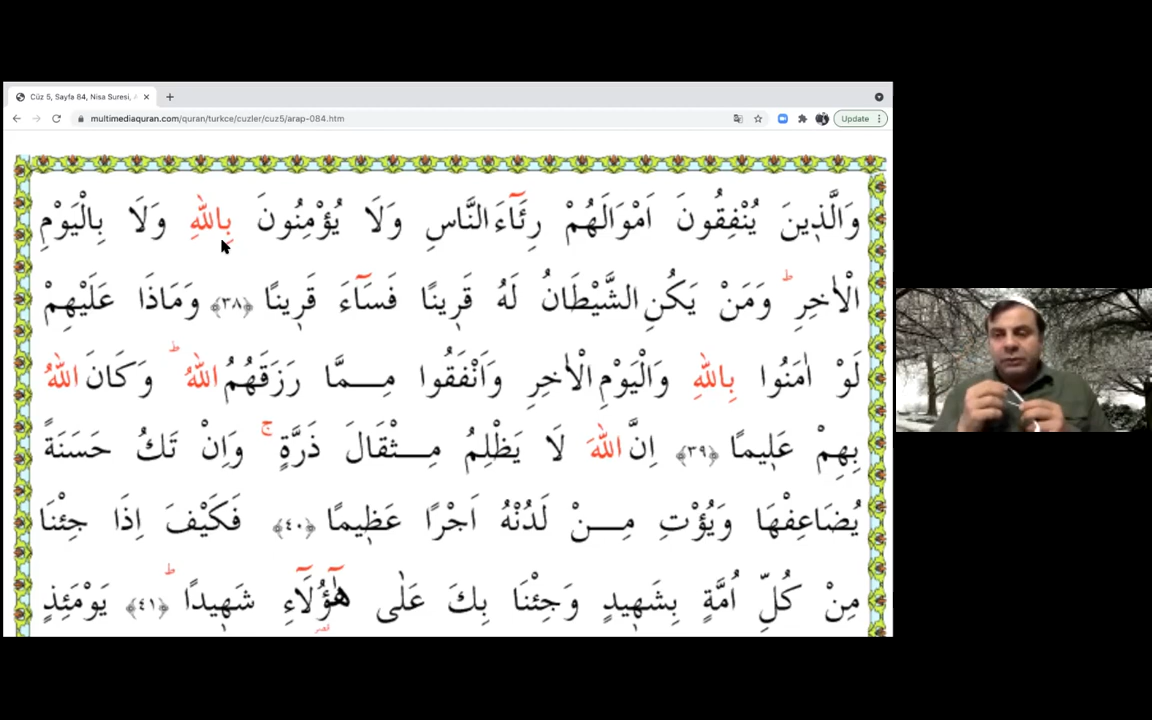 Cüz 5, Sayfa 84, Nisa Suresi,
multimediaquran.com/quran/turkce/cuzler/cuz5/arap-084.htm
Update
وَالَّذٖينَ يُنْفِقُونَ اَمْوَالَهُمْ رِئَٓاءَ النَّاسِ وَلَا يُؤْمِنُونَ بِاللّٰهِ وَلَا بِالْيَوْمِ
الْاٰخِرِ ؕ وَمَنْ يَكُنِ الشَّيْطَانُ لَهُ قَرٖينًا فَسَٓاءَ قَرٖينًا ﴿٣٨﴾ وَمَاذَا عَلَيْهِمْ
لَوْ اٰمَنُوا بِاللّٰهِ وَالْيَوْمِ الْاٰخِرِ وَاَنْفَقُوا مِمَّا رَزَقَهُمُ اللّٰهُ ؕ وَكَانَ اللّٰهُ
بِهِمْ عَلٖيمًا ﴿٣٩﴾ اِنَّ اللّٰهَ لَا يَظْلِمُ مِثْقَالَ ذَرَّةٍ ۚ وَاِنْ تَكُ حَسَنَةً
يُضَاعِفْهَا وَيُؤْتِ مِنْ لَدُنْهُ اَجْرًا عَظٖيمًا ﴿٤٠﴾ فَكَيْفَ اِذَا جِئْنَا
مِنْ كُلِّ اُمَّةٍ بِشَهٖيدٍ وَجِئْنَا بِكَ عَلٰى هٰٓؤُ۬لَٓاءِ شَهٖيدًا ؕ ﴿٤١﴾ يَوْمَئِذٍ
قصر